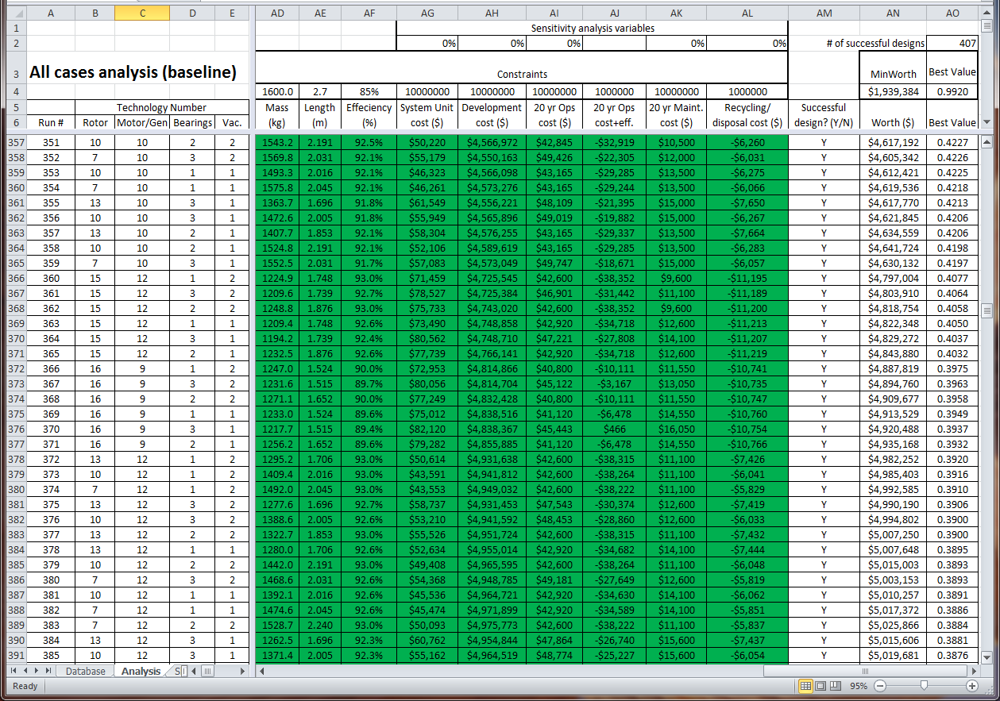 A B C D E AD AE AF AG AH AI AJ AK AL AM AN AO
1 Sensitivity analysis variables
2 0% 0% 0% 0% 0% # of successful designs 407
3 All cases analysis (baseline) Constraints MinWorth Best Value
4 1600.0 2.7 85% 10000000 10000000 10000000 1000000 10000000 1000000 $1,939,384 0.9920
5 Technology Number Mass Length Effeciency System Unit Development 20 yr Ops 20 yr Ops 20 yr Maint. Recycling/ Successful
6 Run # Rotor Motor/Gen Bearings Vac. (kg) (m) (%) cost ($) cost ($) cost ($) cost+eff. cost ($) disposal cost ($) design? (Y/N) Worth ($) Best Value
357 351 10 10 2 2 1543.2 2.191 92.5% $50,220 $4,566,972 $42,845 -$32,919 $10,500 -$6,260 Y $4,617,192 0.4227
358 352 7 10 3 2 1569.8 2.031 92.1% $55,179 $4,550,163 $49,426 -$22,305 $12,000 -$6,031 Y $4,605,342 0.4226
359 353 10 10 1 1 1493.3 2.016 92.1% $46,323 $4,566,098 $43,165 -$29,285 $13,500 -$6,275 Y $4,612,421 0.4225
360 354 7 10 1 1 1575.8 2.045 92.1% $46,261 $4,573,276 $43,165 -$29,244 $13,500 -$6,066 Y $4,619,536 0.4218
361 355 13 10 3 1 1363.7 1.696 91.8% $61,549 $4,556,221 $48,109 -$21,395 $15,000 -$7,650 Y $4,617,770 0.4213
362 356 10 10 3 1 1472.6 2.005 91.8% $55,949 $4,565,896 $49,019 -$19,882 $15,000 -$6,267 Y $4,621,845 0.4206
363 357 13 10 2 1 1407.7 1.853 92.1% $58,304 $4,576,255 $43,165 -$29,337 $13,500 -$7,664 Y $4,634,559 0.4206
364 358 10 10 2 1 1524.8 2.191 92.1% $52,106 $4,589,619 $43,165 -$29,285 $13,500 -$6,283 Y $4,641,724 0.4198
365 359 7 10 3 1 1552.5 2.031 91.7% $57,083 $4,573,049 $49,747 -$18,671 $15,000 -$6,057 Y $4,630,132 0.4197
366 360 15 12 1 2 1224.9 1.748 93.0% $71,459 $4,725,545 $42,600 -$38,352 $9,600 -$11,195 Y $4,797,004 0.4077
367 361 15 12 3 2 1209.6 1.739 92.7% $78,527 $4,725,384 $46,901 -$31,442 $11,100 -$11,189 Y $4,803,910 0.4064
368 362 15 12 2 2 1248.8 1.876 93.0% $75,733 $4,743,020 $42,600 -$38,352 $9,600 -$11,200 Y $4,818,754 0.4058
369 363 15 12 1 1 1209.4 1.748 92.6% $73,490 $4,748,858 $42,920 -$34,718 $12,600 -$11,213 Y $4,822,348 0.4050
370 364 15 12 3 1 1194.2 1.739 92.4% $80,562 $4,748,710 $47,221 -$27,808 $14,100 -$11,207 Y $4,829,272 0.4037
371 365 15 12 2 1 1232.5 1.876 92.6% $77,739 $4,766,141 $42,920 -$34,718 $12,600 -$11,219 Y $4,843,880 0.4032
372 366 16 9 1 2 1247.0 1.524 90.0% $72,953 $4,814,866 $40,800 -$10,111 $11,550 -$10,741 Y $4,887,819 0.3975
373 367 16 9 3 2 1231.6 1.515 89.7% $80,056 $4,814,704 $45,122 -$3,167 $13,050 -$10,735 Y $4,894,760 0.3963
374 368 16 9 2 2 1271.1 1.652 90.0% $77,249 $4,832,428 $40,800 -$10,111 $11,550 -$10,747 Y $4,909,677 0.3958
375 369 16 9 1 1 1233.0 1.524 89.6% $75,012 $4,838,516 $41,120 -$6,478 $14,550 -$10,760 Y $4,913,529 0.3949
376 370 16 9 3 1 1217.7 1.515 89.4% $82,120 $4,838,367 $45,443 $466 $16,050 -$10,754 Y $4,920,488 0.3937
377 371 16 9 2 1 1256.2 1.652 89.6% $79,282 $4,855,885 $41,120 -$6,478 $14,550 -$10,766 Y $4,935,168 0.3932
378 372 13 12 1 2 1295.2 1.706 93.0% $50,614 $4,931,638 $42,600 -$38,315 $11,100 -$7,426 Y $4,982,252 0.3920
379 373 10 12 1 2 1409.4 2.016 93.0% $43,591 $4,941,812 $42,600 -$38,264 $11,100 -$6,041 Y $4,985,403 0.3916
380 374 7 12 1 2 1492.0 2.045 93.0% $43,553 $4,949,032 $42,600 -$38,222 $11,100 -$5,829 Y $4,992,585 0.3910
381 375 13 12 3 2 1277.6 1.696 92.7% $58,737 $4,931,453 $47,543 -$30,374 $12,600 -$7,419 Y $4,990,190 0.3906
382 376 10 12 3 2 1388.6 2.005 92.6% $53,210 $4,941,592 $48,453 -$28,860 $12,600 -$6,033 Y $4,994,802 0.3900
383 377 13 12 2 2 1322.7 1.853 93.0% $55,526 $4,951,724 $42,600 -$38,315 $11,100 -$7,432 Y $5,007,250 0.3900
384 378 13 12 1 1 1280.0 1.706 92.6% $52,634 $4,955,014 $42,920 -$34,682 $14,100 -$7,444 Y $5,007,648 0.3895
385 379 10 12 2 2 1442.0 2.191 93.0% $49,408 $4,965,595 $42,600 -$38,264 $11,100 -$6,048 Y $5,015,003 0.3893
386 380 7 12 3 2 1468.6 2.031 92.6% $54,368 $4,948,785 $49,181 -$27,649 $12,600 -$5,819 Y $5,003,153 0.3893
387 381 10 12 1 1 1392.1 2.016 92.6% $45,536 $4,964,721 $42,920 -$34,630 $14,100 -$6,062 Y $5,010,257 0.3891
388 382 7 12 1 1 1474.6 2.045 92.6% $45,474 $4,971,899 $42,920 -$34,589 $14,100 -$5,851 Y $5,017,372 0.3886
389 383 7 12 2 2 1528.7 2.240 93.0% $50,093 $4,975,773 $42,600 -$38,222 $11,100 -$5,837 Y $5,025,866 0.3884
390 384 13 12 3 1 1262.5 1.696 92.3% $60,762 $4,954,844 $47,864 -$26,740 $15,600 -$7,437 Y $5,015,606 0.3881
391 385 10 12 3 1 1371.4 2.005 92.3% $55,162 $4,964,519 $48,774 -$25,227 $15,600 -$6,054 Y $5,019,681 0.3876
Database Analysis S
Ready 95%